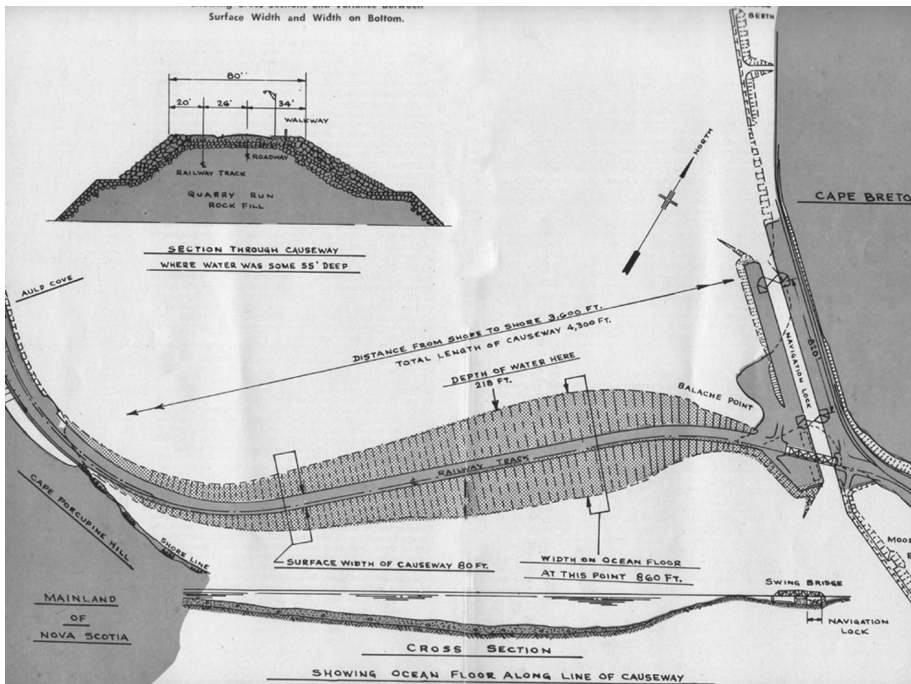 Surface Width and Width on Bottom.
BERTH
80''
20' 26' 34'
WALKWAY
ROADWAY
RAILWAY TRACK
QUARRY RUN
ROCK FILL
SECTION THROUGH CAUSEWAY
WHERE WATER WAS SOME 55' DEEP
NORTH
CAPE BRETO
AULD COVE
DISTANCE FROM SHORE TO SHORE 3,600 FT.
TOTAL LENGTH OF CAUSEWAY 4,300 FT.
DEPTH OF WATER HERE
218 FT.
BALACHE POINT
NAVIGATION LOCK
820'
RAILWAY TRACK
CAPE PORCUPINE HILL
SHORE LINE
SURFACE WIDTH OF CAUSEWAY 80 FT.
WIDTH ON OCEAN FLOOR
AT THIS POINT 860 FT.
MOOR
MAINLAND
OF
NOVA SCOTIA
SWING BRIDGE
NAVIGATION
LOCK
CROSS SECTION
SHOWING OCEAN FLOOR ALONG LINE OF CAUSEWAY